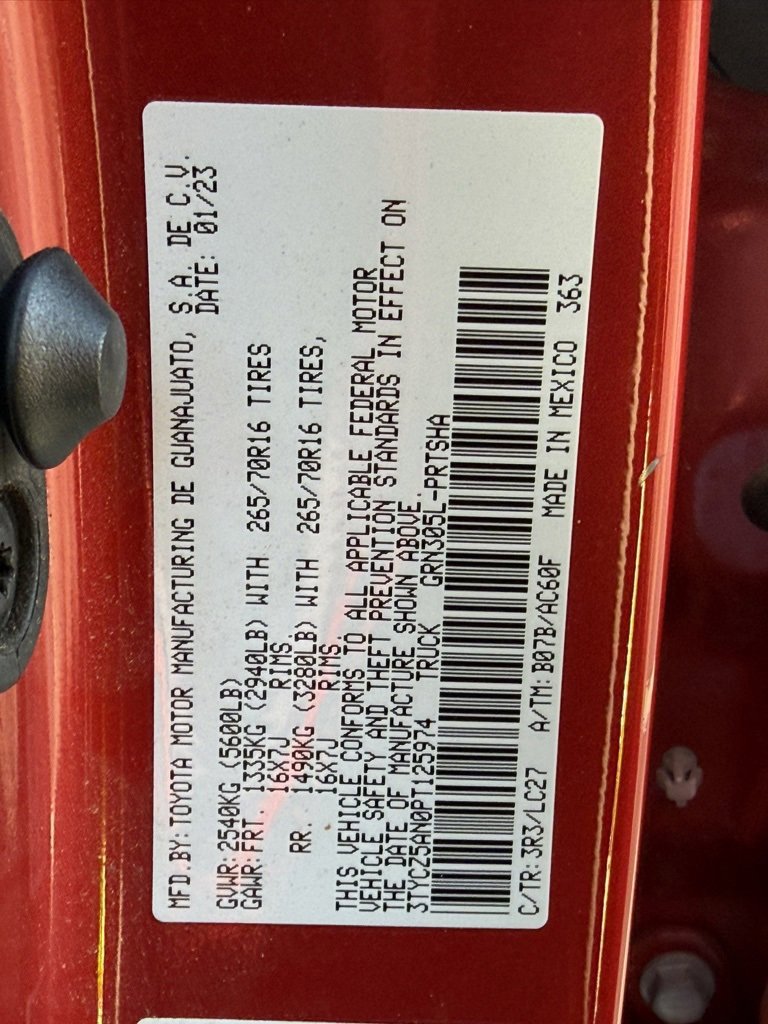 MFD.BY:TOYOTA MOTOR MANUFACTURING DE GUANAJUATO, S.A. DE C.V.
DATE: 01/23
GVWR:2540KG (5600LB)
GAWR:FRT. 1335KG (2940LB) WITH 265/70R16 TIRES
16X7J RIMS.
RR. 1490KG (3280LB) WITH 265/70R16 TIRES,
16X7J RIMS.
THIS VEHICLE CONFORMS TO ALL APPLICABLE FEDERAL MOTOR
VEHICLE SAFETY AND THEFT PREVENTION STANDARDS IN EFFECT ON
THE DATE OF MANUFACTURE SHOWN ABOVE.
3TYCZ5AN0PT125974 TRUCK GRN305L-PRTSHA
C/TR:3R3/LC27 A/TM:B07B/AC60F MADE IN MEXICO 363